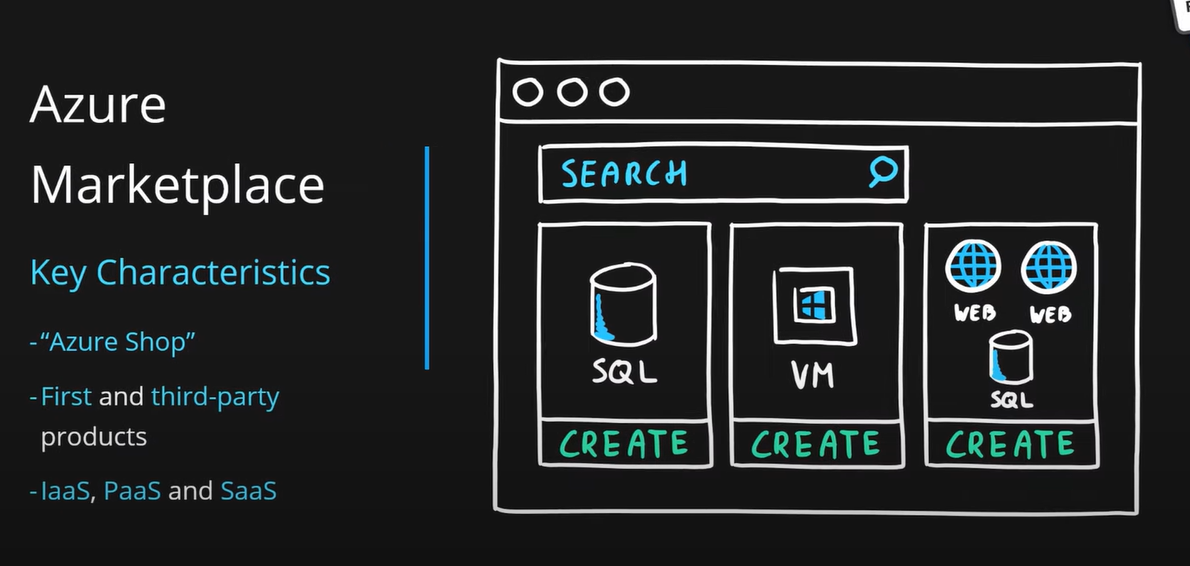 Azure
Marketplace
Key Characteristics
-“Azure Shop”
-First and third-party
products
-IaaS, PaaS and SaaS
SEARCH
SQL
CREATE
VM
CREATE
WEB WEB
SQL
CREATE